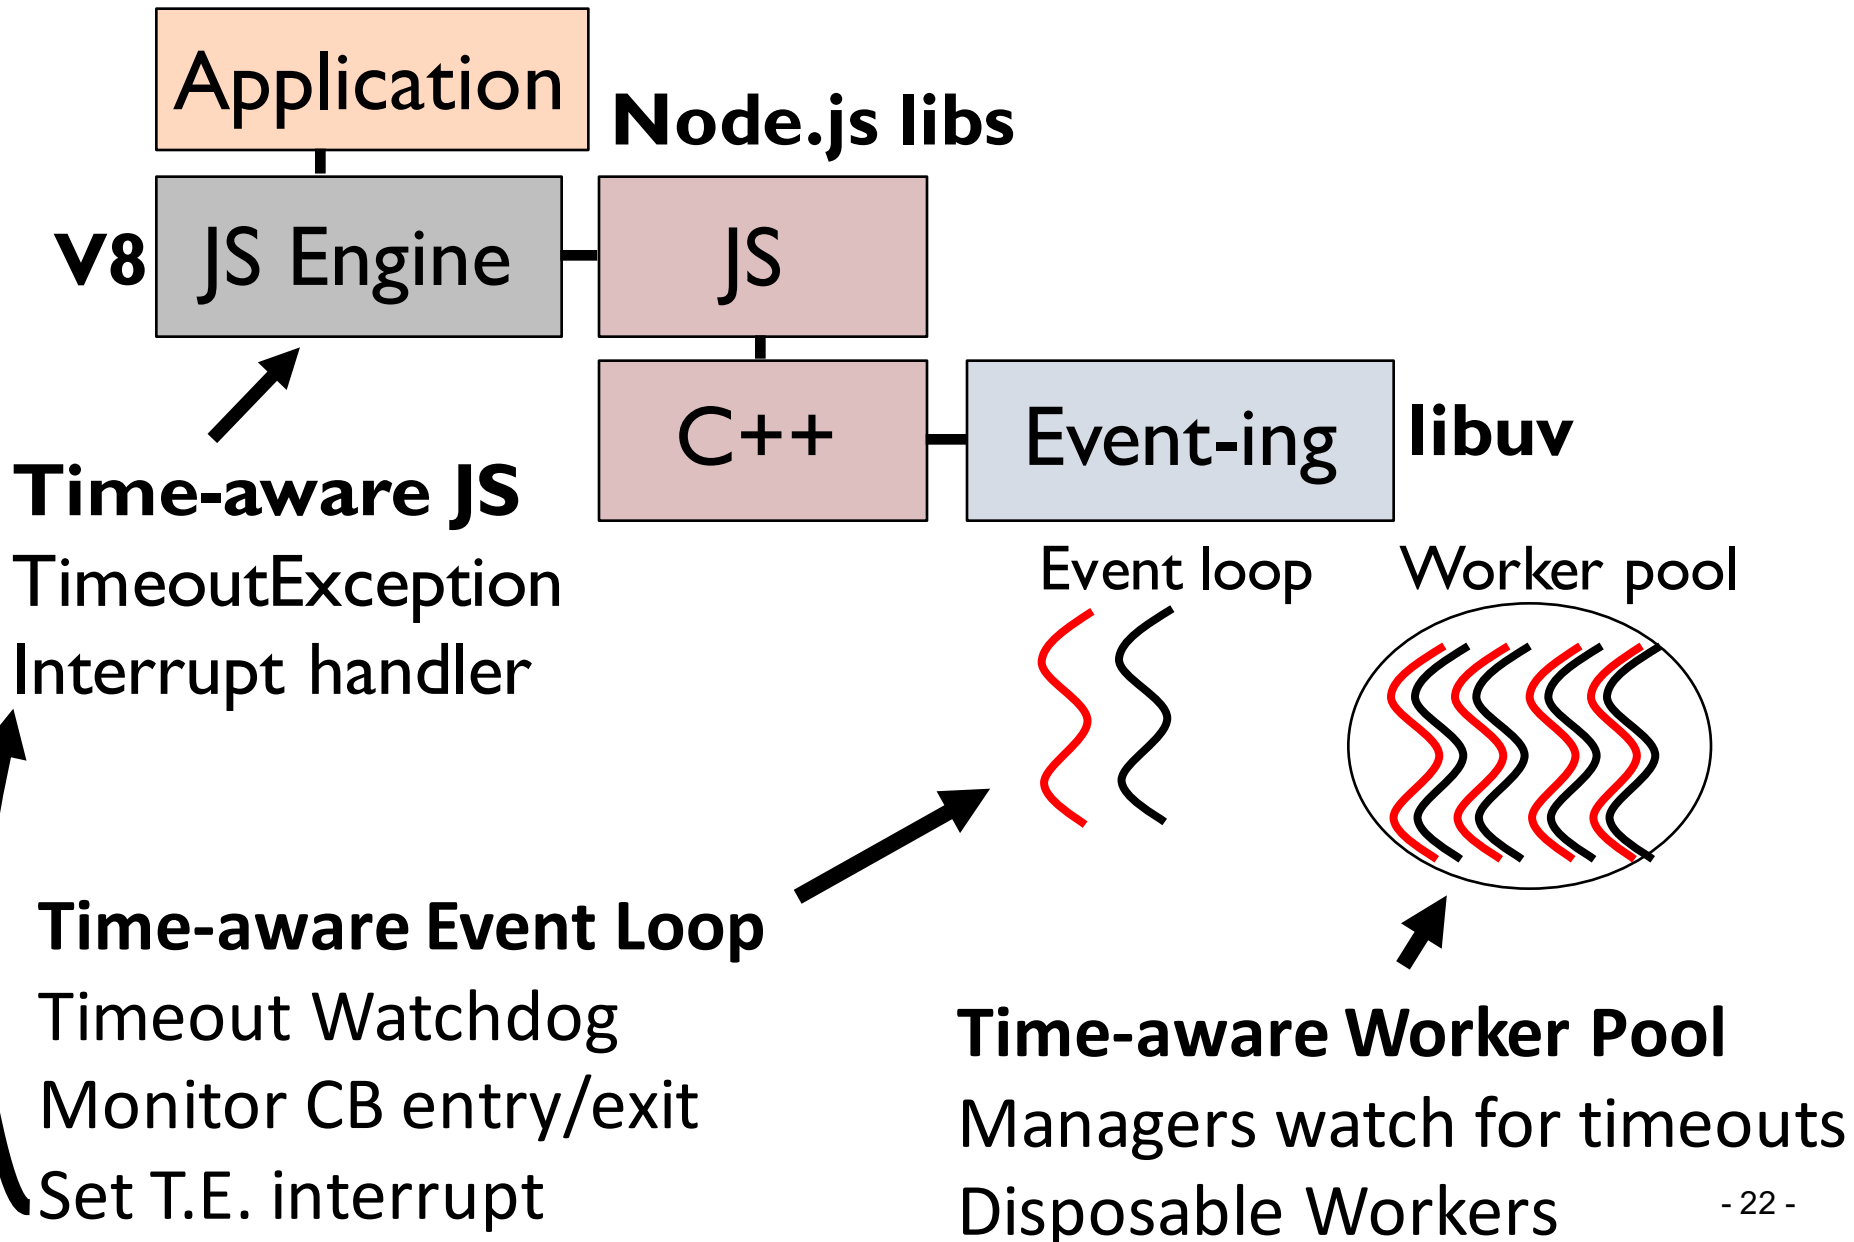 Application
Node.js libs
V8
JS Engine
JS
C++
Event-ing
libuv
Time-aware JS
TimeoutException
Interrupt handler
Event loop
Worker pool
Time-aware Event Loop
Timeout Watchdog
Monitor CB entry/exit
Set T.E. interrupt
Time-aware Worker Pool
Managers watch for timeouts
Disposable Workers
- 22 -